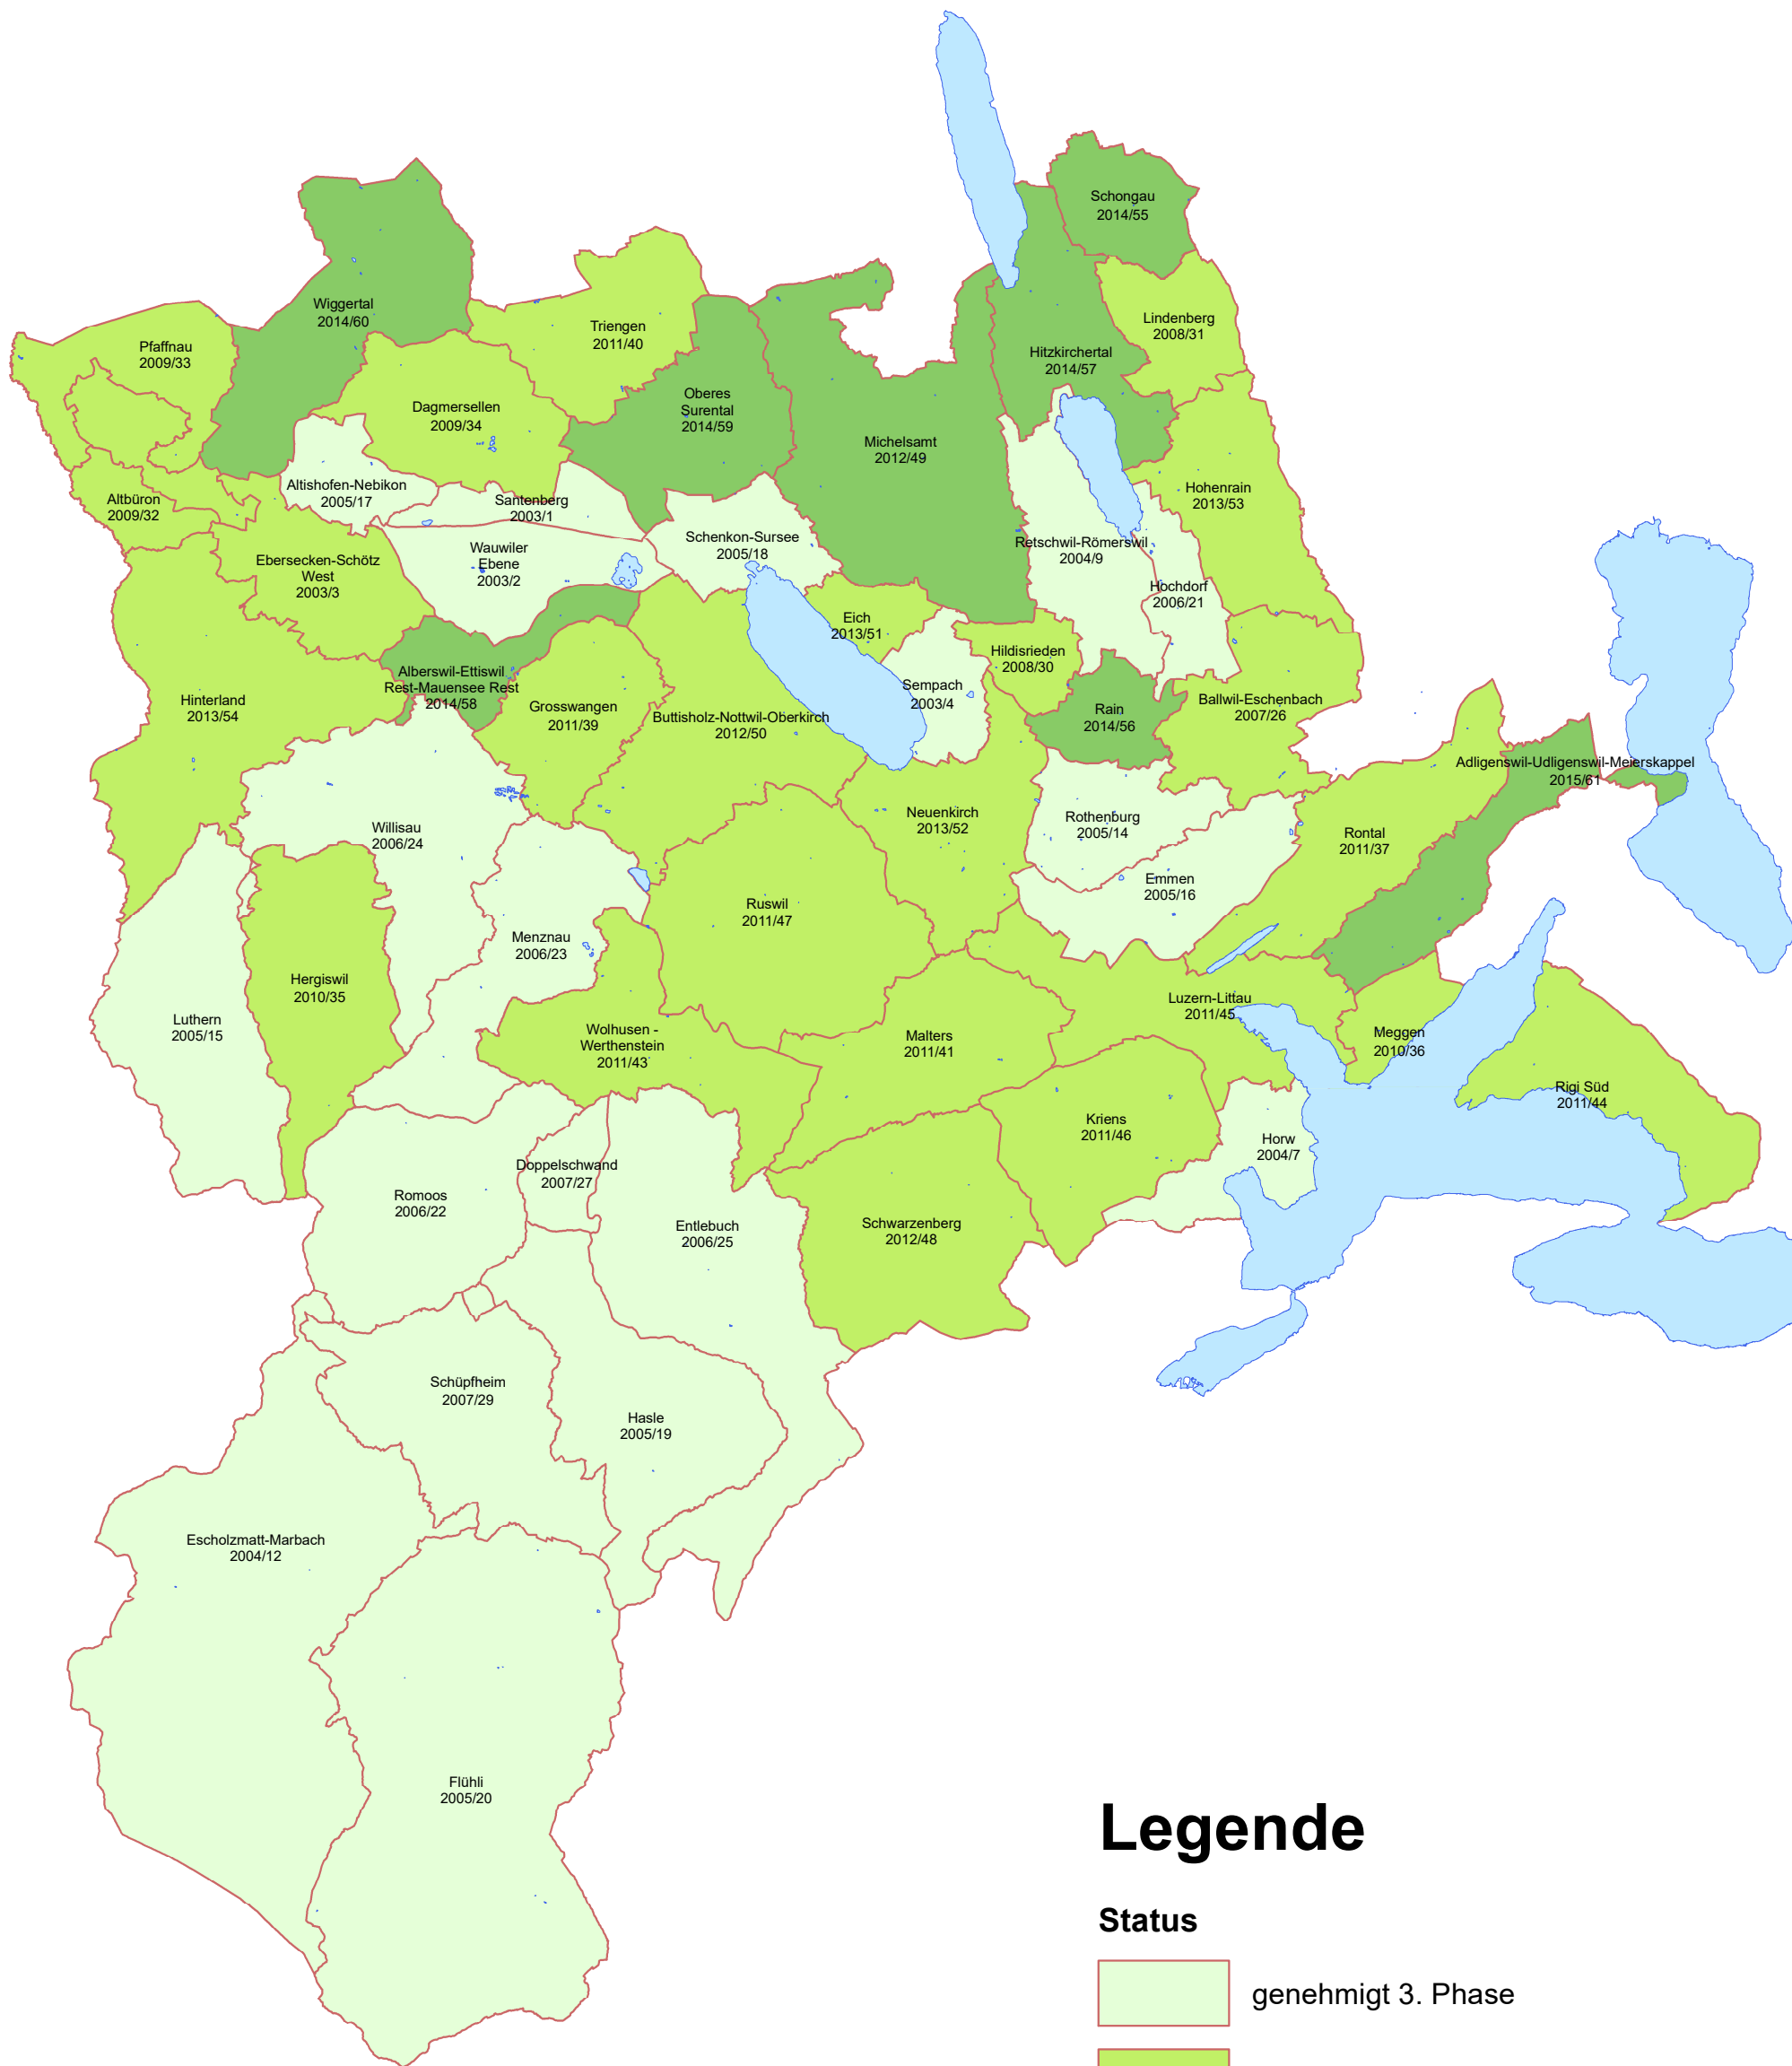 Schongau
2014/55
Wiggertal
2014/60
Lindenberg
2008/31
Triengen
2011/40
Pfaffnau
2009/33
Hitzkirchertal
2014/57
Oberes
Surental
2014/59
Dagmersellen
2009/34
Michelsamt
2012/49
Altishofen-Nebikon
2005/17
Hohenrain
2013/53
Altbüron
2009/32
Santenberg
2003/1
Schenkon-Sursee
2005/18
Retschwil-Römerswil
2004/9
Wauwiler
Ebene
2003/2
Ebersecken-Schötz
West
2003/3
Hochdorf
2006/21
Eich
2013/51
Hildisrieden
2008/30
Alberswil-Ettiswil
Rest-Mauensee Rest
2014/58
Sempach
2003/4
Hinterland
2013/54
Grosswangen
2011/39
Buttisholz-Nottwil-Oberkirch
2012/50
Rain
2014/56
Ballwil-Eschenbach
2007/26
Adligenswil-Udligenswil-Meierskappel
2015/61
Neuenkirch
2013/52
Rothenburg
2005/14
Willisau
2006/24
Rontal
2011/37
Emmen
2005/16
Ruswil
2011/47
Menznau
2006/23
Hergiswil
2010/35
Luzern-Littau
2011/45
Luthern
2005/15
Wolhusen -
Werthenstein
2011/43
Malters
2011/41
Meggen
2010/36
Rigi Süd
2011/44
Kriens
2011/46
Horw
2004/7
Doppelschwand
2007/27
Romoos
2006/22
Entlebuch
2006/25
Schwarzenberg
2012/48
Schüpfheim
2007/29
Hasle
2005/19
Escholzmatt-Marbach
2004/12
Flühli
2005/20
Legende
Status
genehmigt 3. Phase